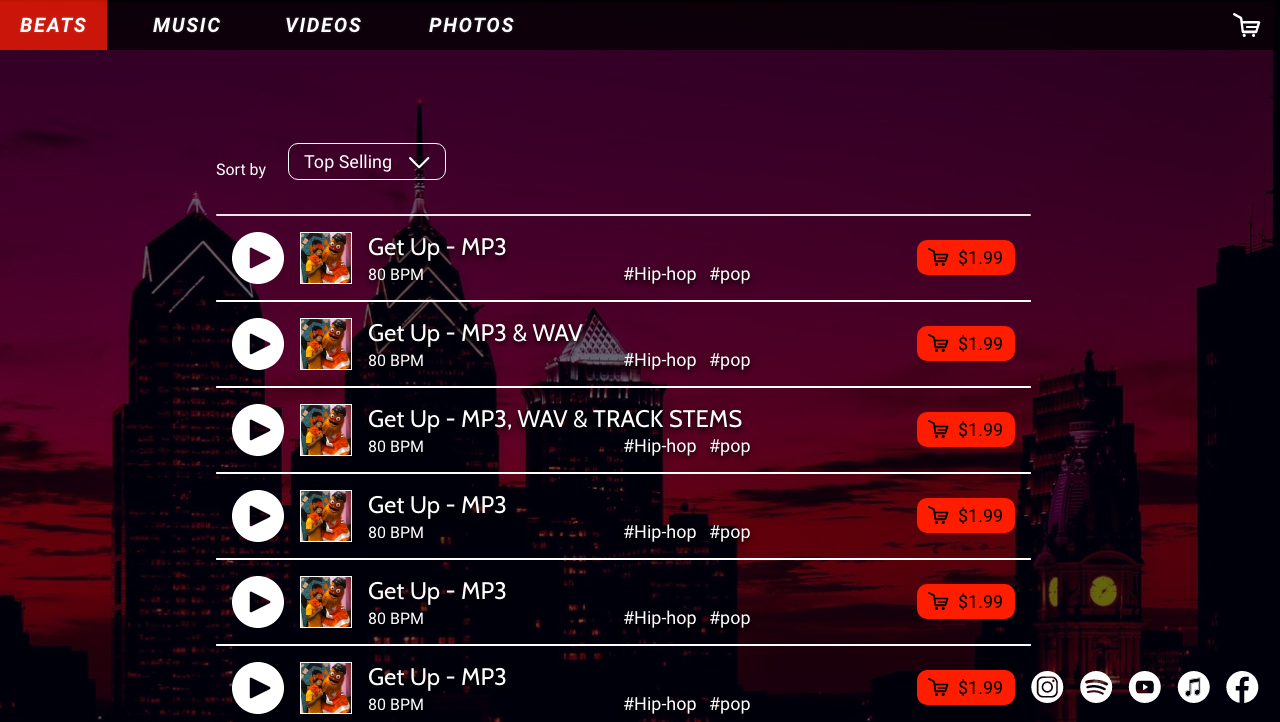 BEATS MUSIC VIDEOS PHOTOS
Sort by Top Selling
Get Up - MP3
80 BPM #Hip-hop #pop $1.99
Get Up - MP3 & WAV
80 BPM #Hip-hop #pop $1.99
Get Up - MP3, WAV & TRACK STEMS
80 BPM #Hip-hop #pop $1.99
Get Up - MP3
80 BPM #Hip-hop #pop $1.99
Get Up - MP3
80 BPM #Hip-hop #pop $1.99
Get Up - MP3
80 BPM #Hip-hop #pop $1.99